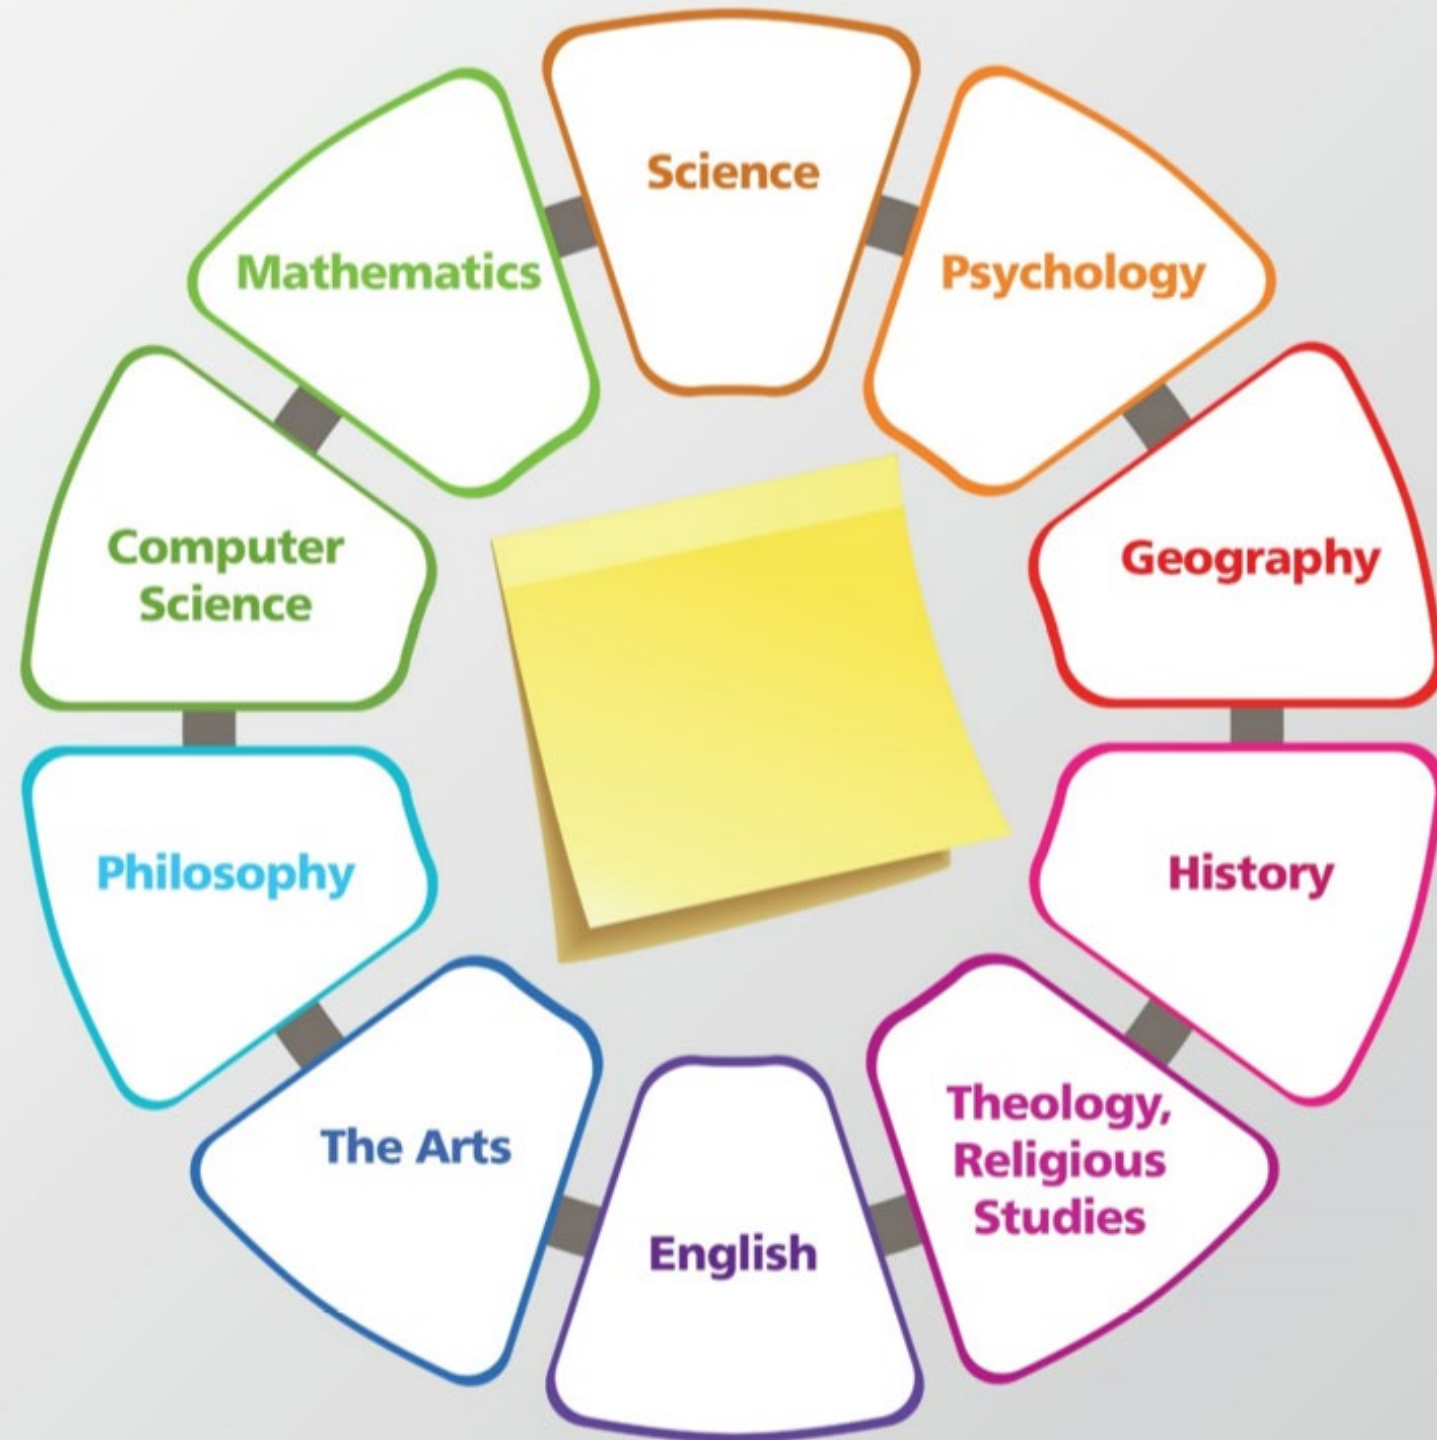 Science
Mathematics
Psychology
Computer
Science
Geography
Philosophy
History
The Arts
Theology,
Religious
Studies
English